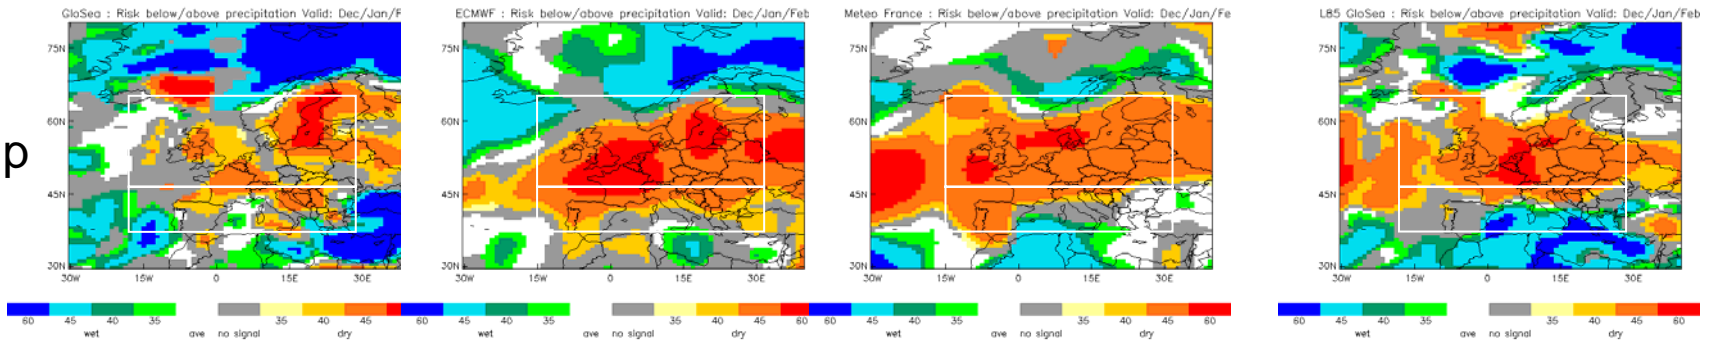 GloSea : Risk below/above precipitation Valid: Dec/Jan/F
ECMWF : Risk below/above precipitation Valid: Dec/Jan/Feb
Meteo France : Risk below/above precipitation Valid: Dec/Jan/Fe
L85 GloSea : Risk below/above precipitation Valid: Dec/Jan/Feb
p
75N 60N 45N 30N
30W 15W 0 15E 30E
75N 60N 45N 30N
30W 15W 0 15E 30E
75N 60N 45N 30N
30W 15W 0 15E 30E
75N 60N 45N 30N
30W 15W 0 15E 30E
60 45 40 35 35 40 45 60 45 40 35 35 40 45 60 45 40 35 35 40 45 60
wet ave no signal dry wet ave no signal dry wet ave no signal dry
60 45 40 35 35 40 45 60
wet ave no signal dry